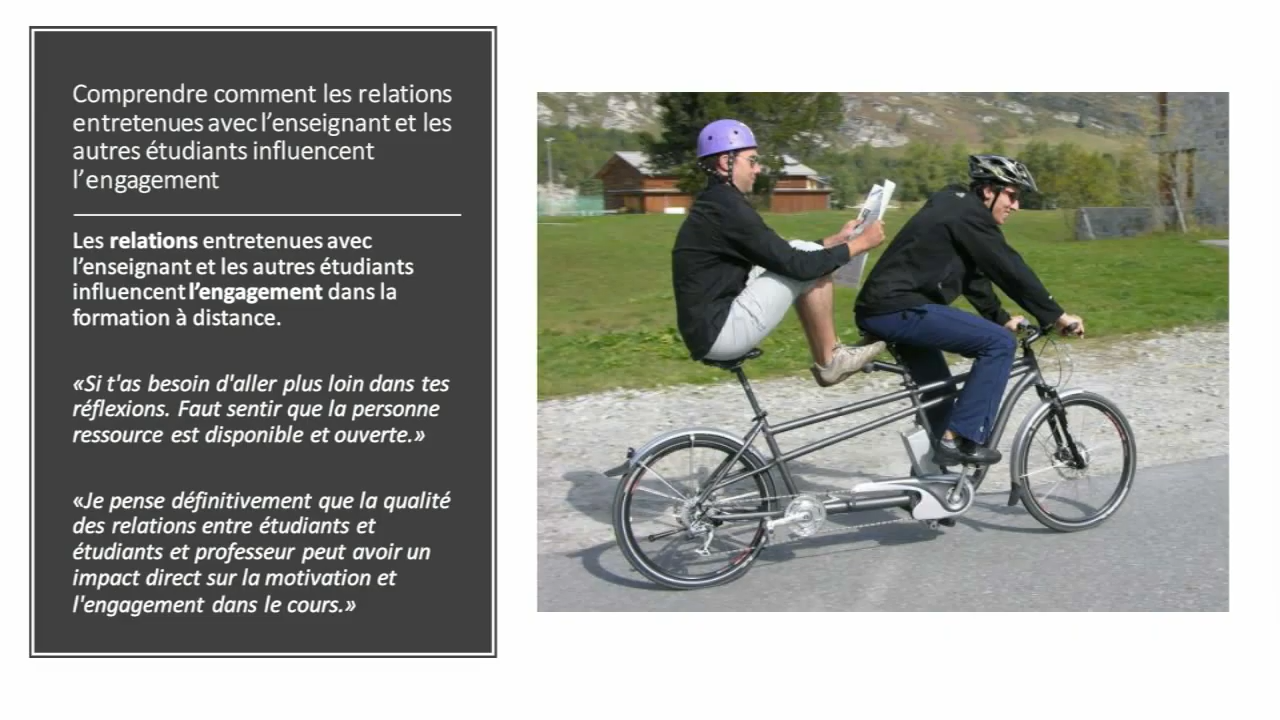 Comprendre comment les relations
entretenues avec l'enseignant et les
autres étudiants influencent
l'engagement
Les relations entretenues avec
l'enseignant et les autres étudiants
influencent l'engagement dans la
formation à distance.
«Si t'as besoin d'aller plus loin dans tes
réflexions. Faut sentir que la personne
ressource est disponible et ouverte.»
«Je pense définitivement que la qualité
des relations entre étudiants et
étudiants et professeur peut avoir un
impact direct sur la motivation et
l'engagement dans le cours.»